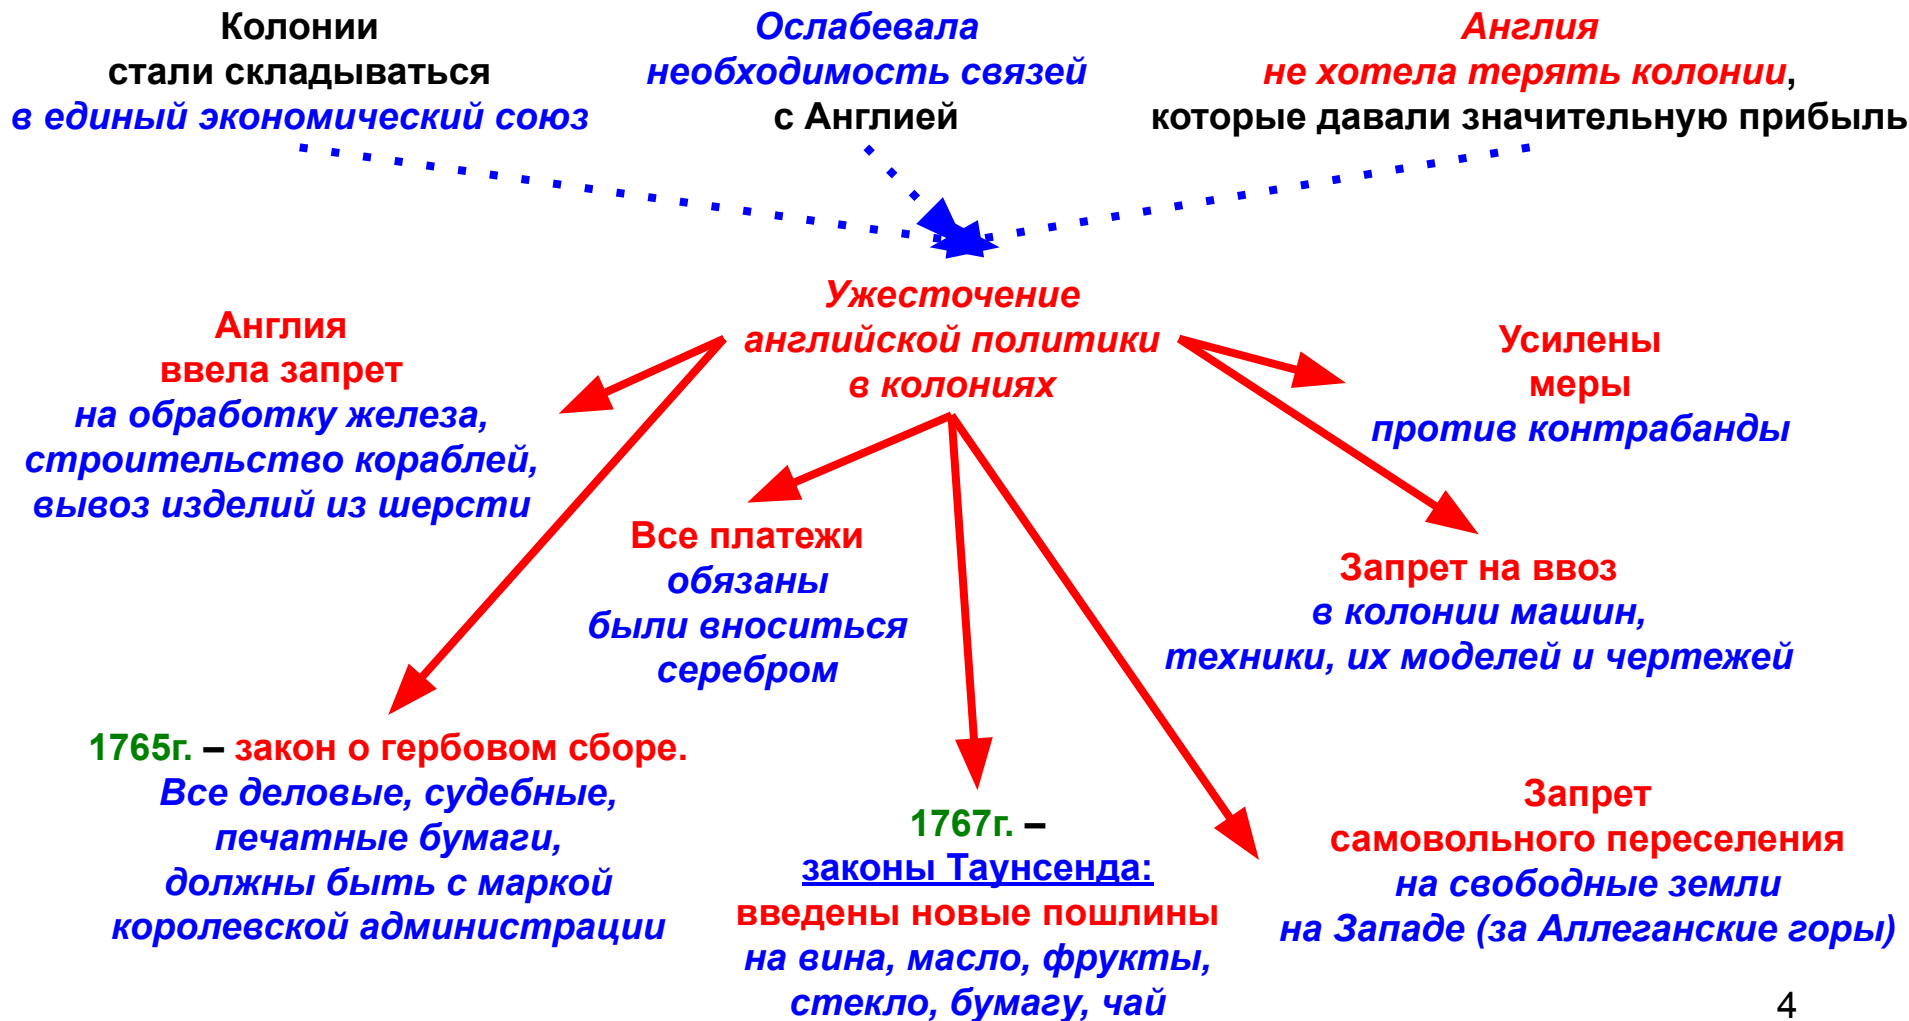 Колонии
стали складываться
в единый экономический союз
Ослабевала
необходимость связей
с Англией
Англия
не хотела терять колонии,
которые давали значительную прибыль
Ужесточение
английской политики
в колониях
Англия
ввела запрет
на обработку железа,
строительство кораблей,
вывоз изделий из шерсти
Усилены
меры
против контрабанды
Все платежи
обязаны
были вноситься
серебром
Запрет на ввоз
в колонии машин,
техники, их моделей и чертежей
1765г. – закон о гербовом сборе.
Все деловые, судебные,
печатные бумаги,
должны быть с маркой
королевской администрации
1767г. –
законы Таунсенда:
введены новые пошлины
на вина, масло, фрукты,
стекло, бумагу, чай
Запрет
самовольного переселения
на свободные земли
на Западе (за Аллеганские горы)
4